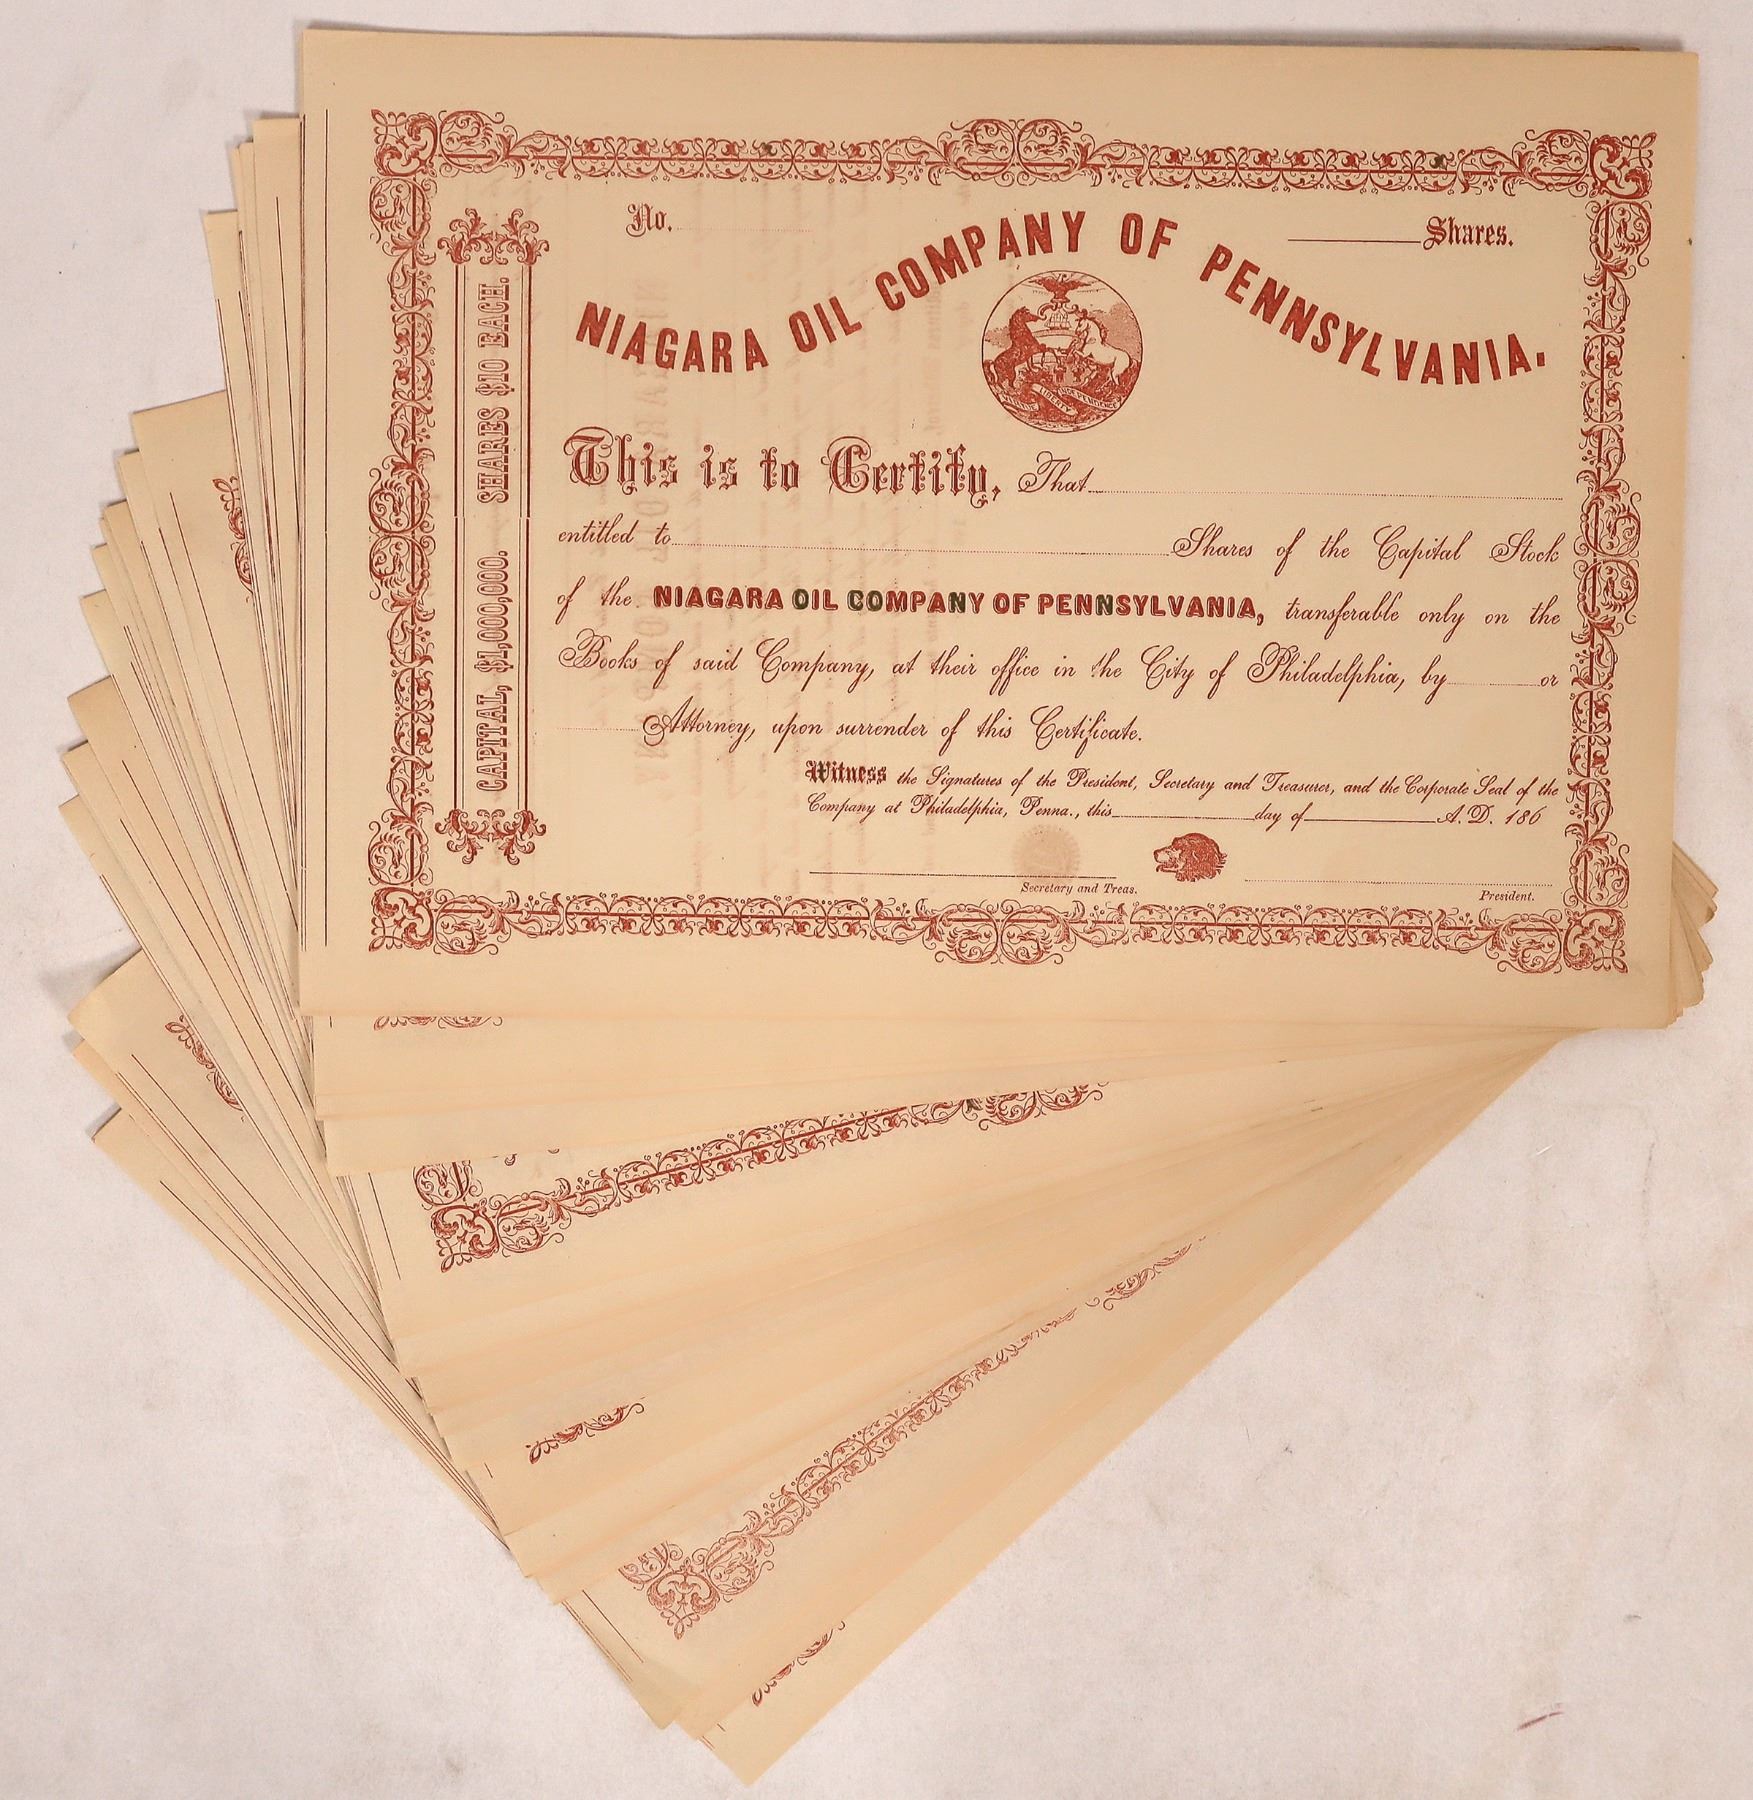 No.
Shares.
NIAGARA OIL COMPANY OF PENNSYLVANIA.
VIRTUE LIBERTY INDEPENDENCE
CAPITAL, $1,000,000. SHARES $10 EACH.
This is to Certify, That
entitled to Shares of the Capital Stock
of the NIAGARA OIL COMPANY OF PENNSYLVANIA, transferable only on the
Books of said Company, at their office in the City of Philadelphia, by or
Attorney, upon surrender of this Certificate.
Witness the Signatures of the President, Secretary and Treasurer, and the Corporate Seal of the
Company at Philadelphia, Penna., this day of A. D. 186
Secretary and Treas.
President.